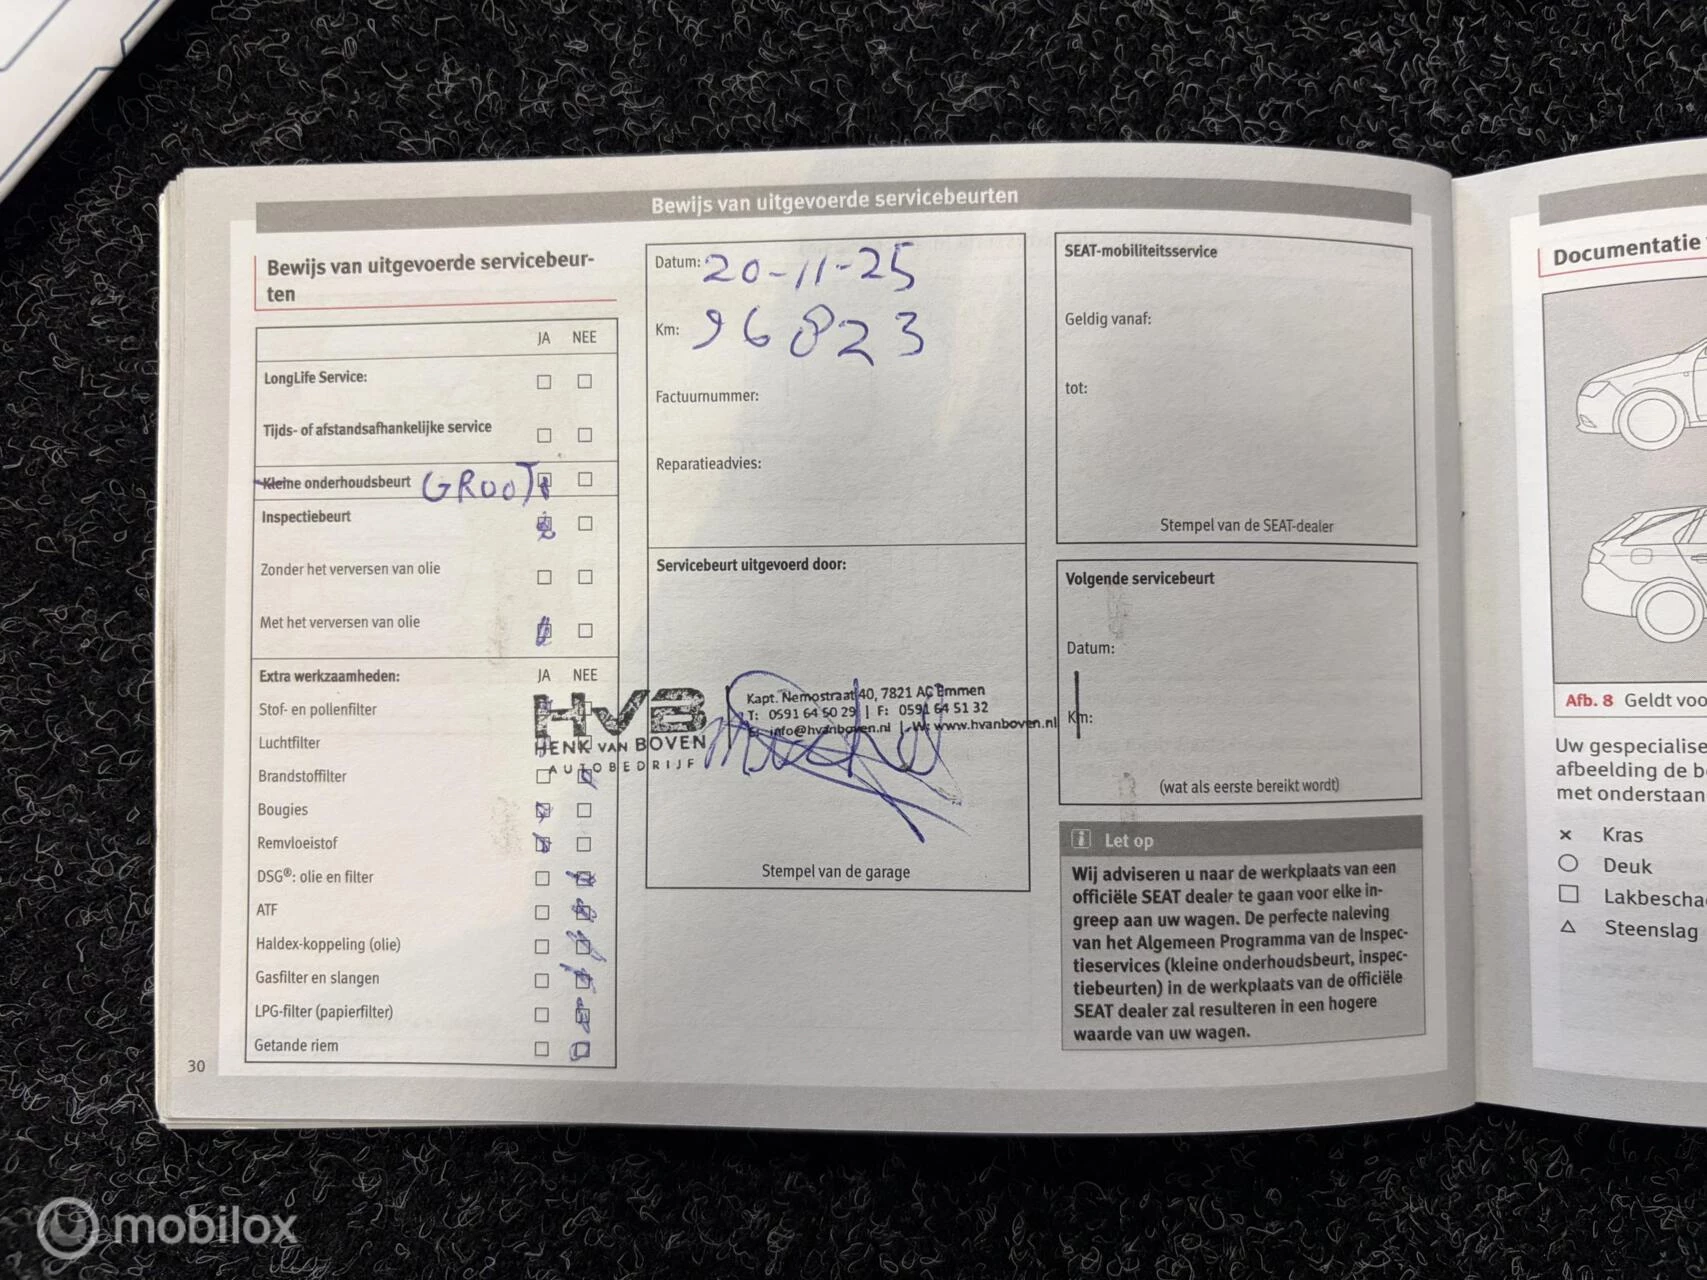 Bewijs van uitgevoerde servicebeurten
Bewijs van uitgevoerde servicebeur-
ten
JA NEE
LongLife Service:
Tijds- of afstandsafhankelijke service
Kleine onderhoudsbeurt GROOT
Inspectiebeurt
Zonder het verversen van olie
Met het verversen van olie
Extra werkzaamheden: JA NEE
Stof- en pollenfilter
Luchtfilter
Brandstoffilter
Bougies
Remvloeistof
DSG®: olie en filter
ATF
Haldex-koppeling (olie)
Gasfilter en slangen
LPG-filter (papierfilter)
Getande riem
30
Datum: 20-11-25
Km: 96823
Factuurnummer:
Reparatieadvies:
Servicebeurt uitgevoerd door:
HVB
HENK VAN BOVEN
AUTOBEDRIJF
Kapt. Nemostraat 40, 7821 AC Emmen
T: 0591 64 50 29 | F: 0591 64 51 32
E: info@hvanboven.nl | W: www.hvanboven.nl
Stempel van de garage
SEAT-mobiliteitsservice
Geldig vanaf:
tot:
Stempel van de SEAT-dealer
Volgende servicebeurt
Datum:
Km:
(wat als eerste bereikt wordt)
i Let op
Wij adviseren u naar de werkplaats van een
officiële SEAT dealer te gaan voor elke in-
greep aan uw wagen. De perfecte naleving
van het Algemeen Programma van de Inspec-
tieservices (kleine onderhoudsbeurt, inspec-
tiebeurten) in de werkplaats van de officiële
SEAT dealer zal resulteren in een hogere
waarde van uw wagen.
Documentatie
Afb. 8 Geldt voo
Uw gespecialise
afbeelding de b
met onderstaan
× Kras
○ Deuk
□ Lakbescha
△ Steenslag
mobilox